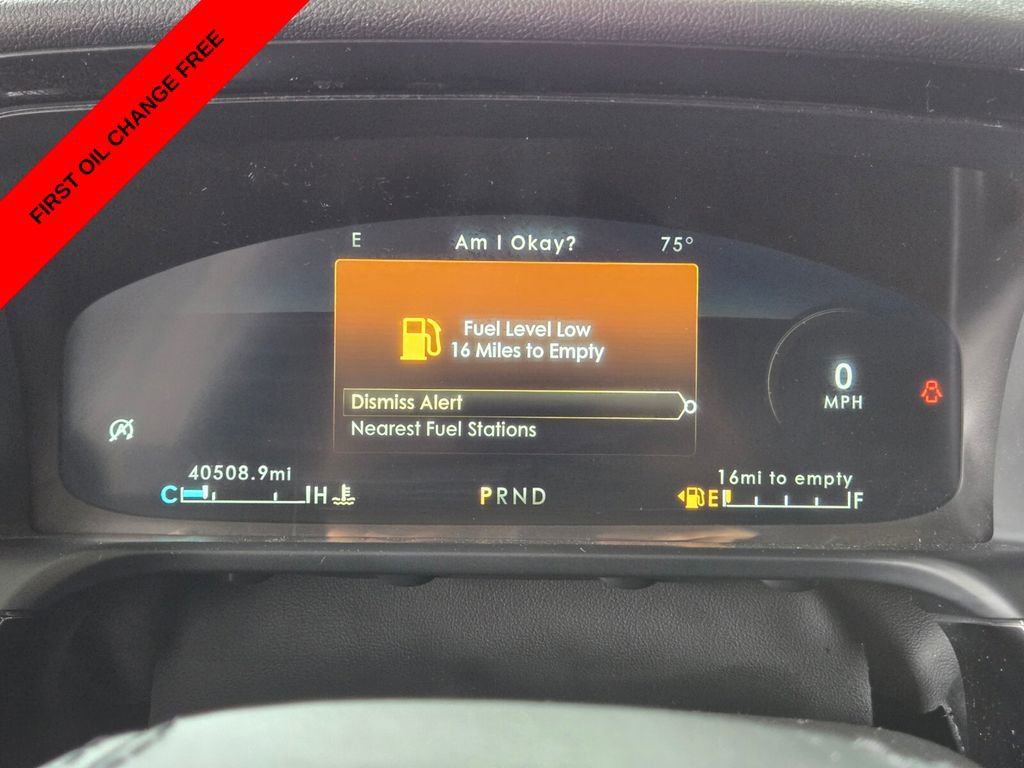 FIRST OIL CHANGE FREE
E Am I Okay? 75°
Fuel Level Low
16 Miles to Empty
Dismiss Alert
Nearest Fuel Stations
0
MPH
40508.9mi
16mi to empty
C H
PRND
E F